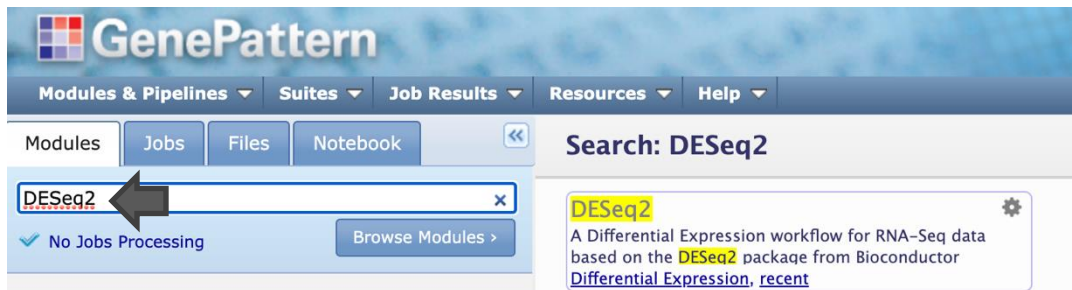 GenePattern
Modules & Pipelines Suites Job Results Resources Help
Modules Jobs Files Notebook
DESeq2
No Jobs Processing
Browse Modules ›
Search: DESeq2
DESeq2
A Differential Expression workflow for RNA-Seq data
based on the DESeq2 package from Bioconductor
Differential Expression, recent